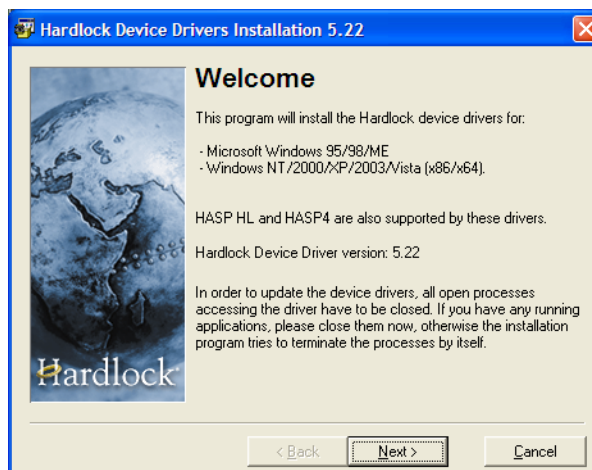 Hardlock Device Drivers Installation 5.22
Welcome
This program will install the Hardlock device drivers for:
- Microsoft Windows 95/98/ME
- Windows NT/2000/XP/2003/Vista (x86/x64).
HASP HL and HASP4 are also supported by these drivers.
Hardlock Device Driver version: 5.22
In order to update the device drivers, all open processes
accessing the driver have to be closed. If you have any running
applications, please close them now, otherwise the installation
program tries to terminate the processes by itself.
Hardlock
< Back
Next >
Cancel